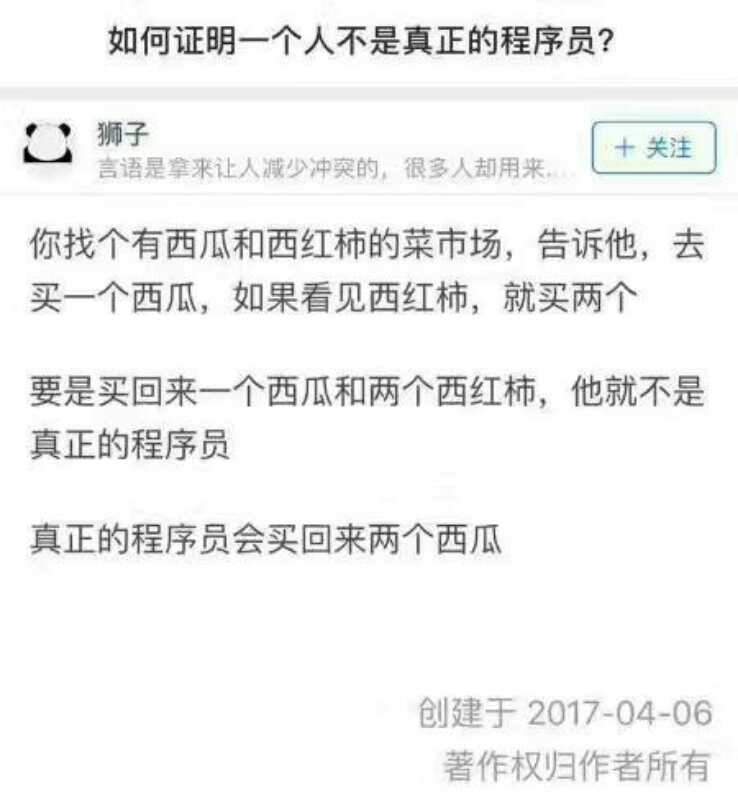 如何证明一个人不是真正的程序员?
狮子
言语是拿来让人减少冲突的，很多人却用来....
＋ 关注
你找个有西瓜和西红柿的菜市场，告诉他，去
买一个西瓜，如果看见西红柿，就买两个
要是买回来一个西瓜和两个西红柿，他就不是
真正的程序员
真正的程序员会买回来两个西瓜
创建于 2017-04-06
著作权归作者所有